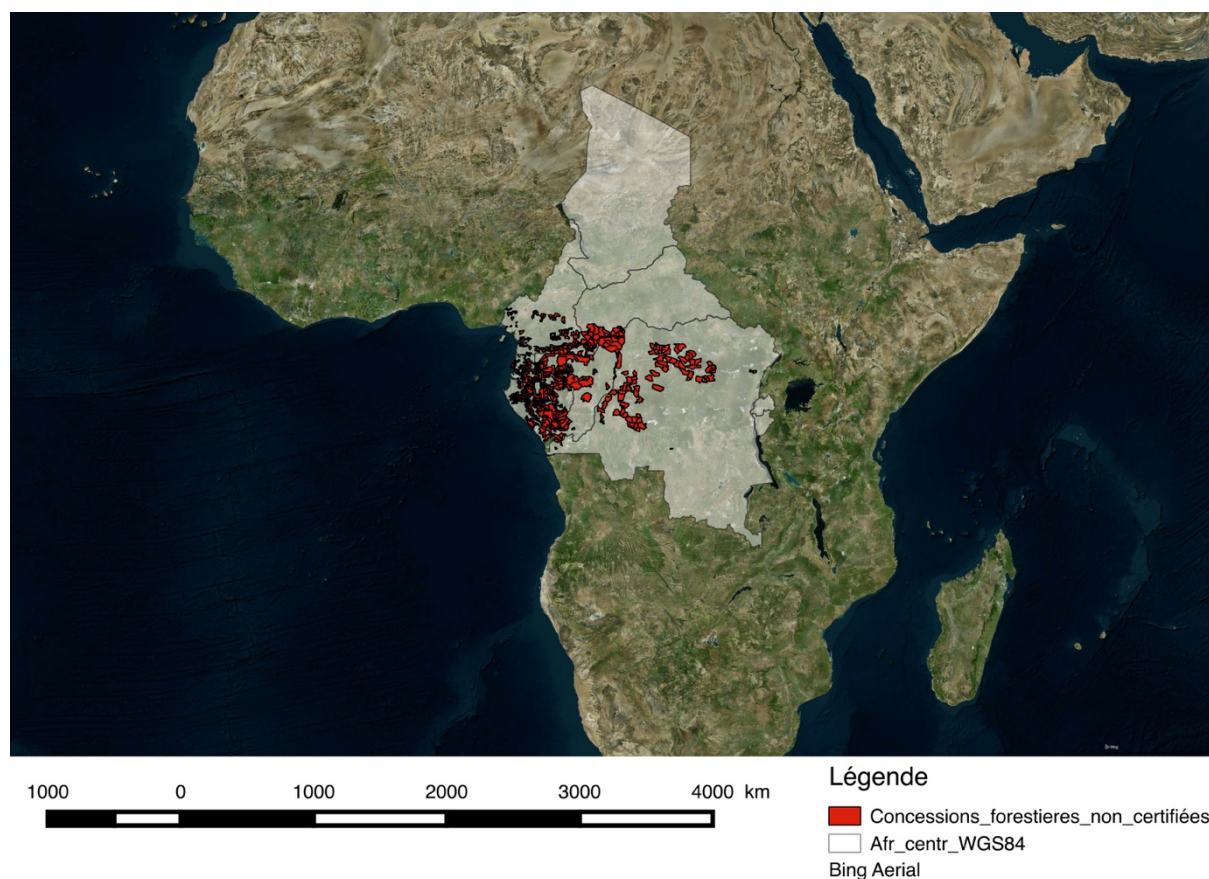 1000 0 1000 2000 3000 4000 km
Légende
Concessions_forestieres_non_certifiées
Afr_centr_WGS84
Bing Aerial